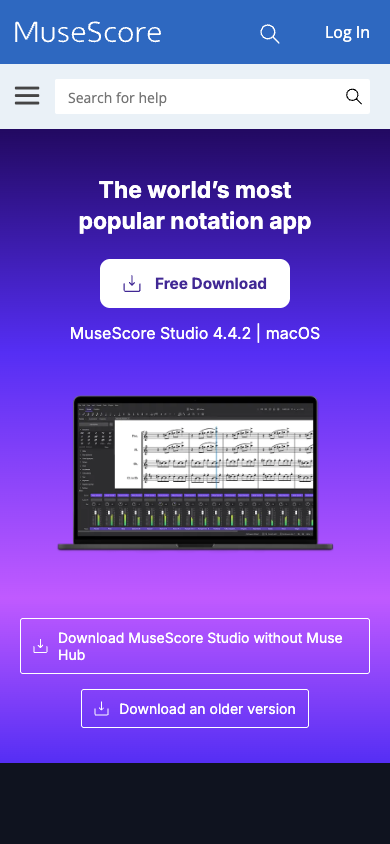 MuseScore
Log In
Search for help
The world's most
popular notation app
Free Download
MuseScore Studio 4.4.2 | macOS
Download MuseScore Studio without Muse
Hub
Download an older version